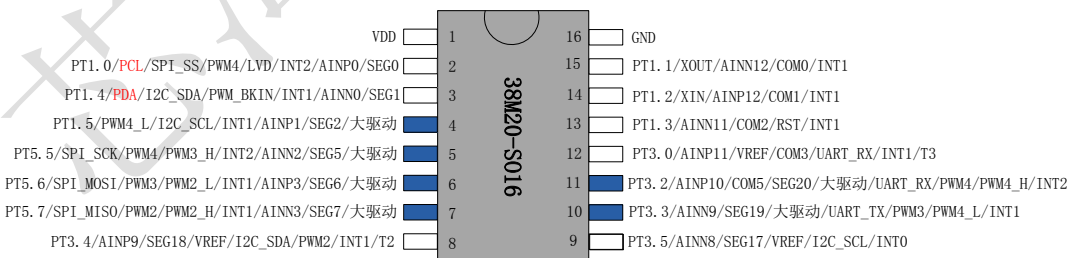 VDD 1 16 GND
PT1.0/PCL/SPI_SS/PWM4/LVD/INT2/AINP0/SEG0 2 15 PT1.1/XOUT/AINN12/COM0/INT1
PT1.4/PDA/I2C_SDA/PWM_BKIN/INT1/AINN0/SEG1 3 14 PT1.2/XIN/AINP12/COM1/INT1
PT1.5/PWM4_L/I2C_SCL/INT1/AINP1/SEG2/大驱动 4 13 PT1.3/AINN11/COM2/RST/INT1
PT5.5/SPI_SCK/PWM4/PWM3_H/INT2/AINN2/SEG5/大驱动 5 12 PT3.0/AINP11/VREF/COM3/UART_RX/INT1/T3
PT5.6/SPI_MOSI/PWM3/PWM2_L/INT1/AINP3/SEG6/大驱动 6 11 PT3.2/AINP10/COM5/SEG20/大驱动/UART_RX/PWM4/PWM4_H/INT2
PT5.7/SPI_MISO/PWM2/PWM2_H/INT1/AINN3/SEG7/大驱动 7 10 PT3.3/AINN9/SEG19/大驱动/UART_TX/PWM3/PWM4_L/INT1
PT3.4/AINP9/SEG18/VREF/I2C_SDA/PWM2/INT1/T2 8 9 PT3.5/AINN8/SEG17/VREF/I2C_SCL/INT0
38M20-SO16